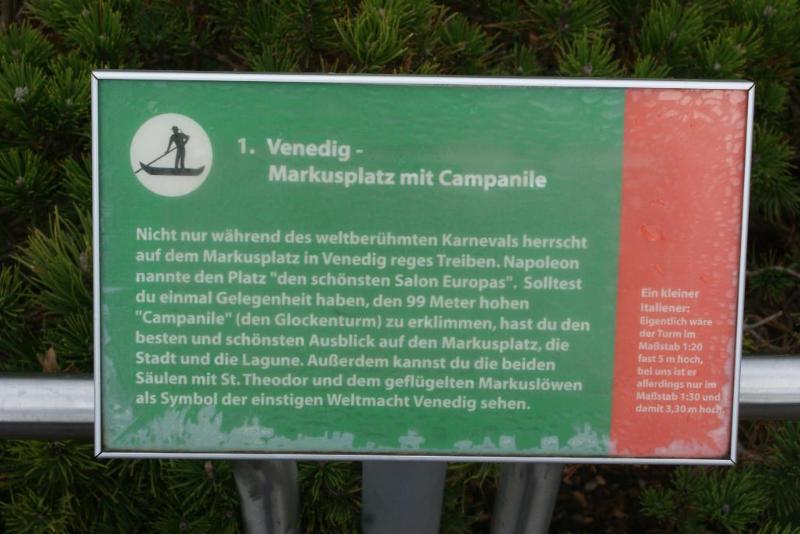 1. Venedig -
Markusplatz mit Campanile
Nicht nur während des weltberühmten Karnevals herrscht
auf dem Markusplatz in Venedig reges Treiben. Napoleon
nannte den Platz "den schönsten Salon Europas". Solltest
du einmal Gelegenheit haben, den 99 Meter hohen
"Campanile" (den Glockenturm) zu erklimmen, hast du den
besten und schönsten Ausblick auf den Markusplatz, die
Stadt und die Lagune. Außerdem kannst du die beiden
Säulen mit St. Theodor und dem geflügelten Markuslöwen
als Symbol der einstigen Weltmacht Venedig sehen.
Ein kleiner
Italiener:
Eigentlich wäre
der Turm im
Maßstab 1:20
fast 5 m hoch,
bei uns ist er
allerdings nur im
Maßstab 1:30 und
damit 3,30 m hoch.